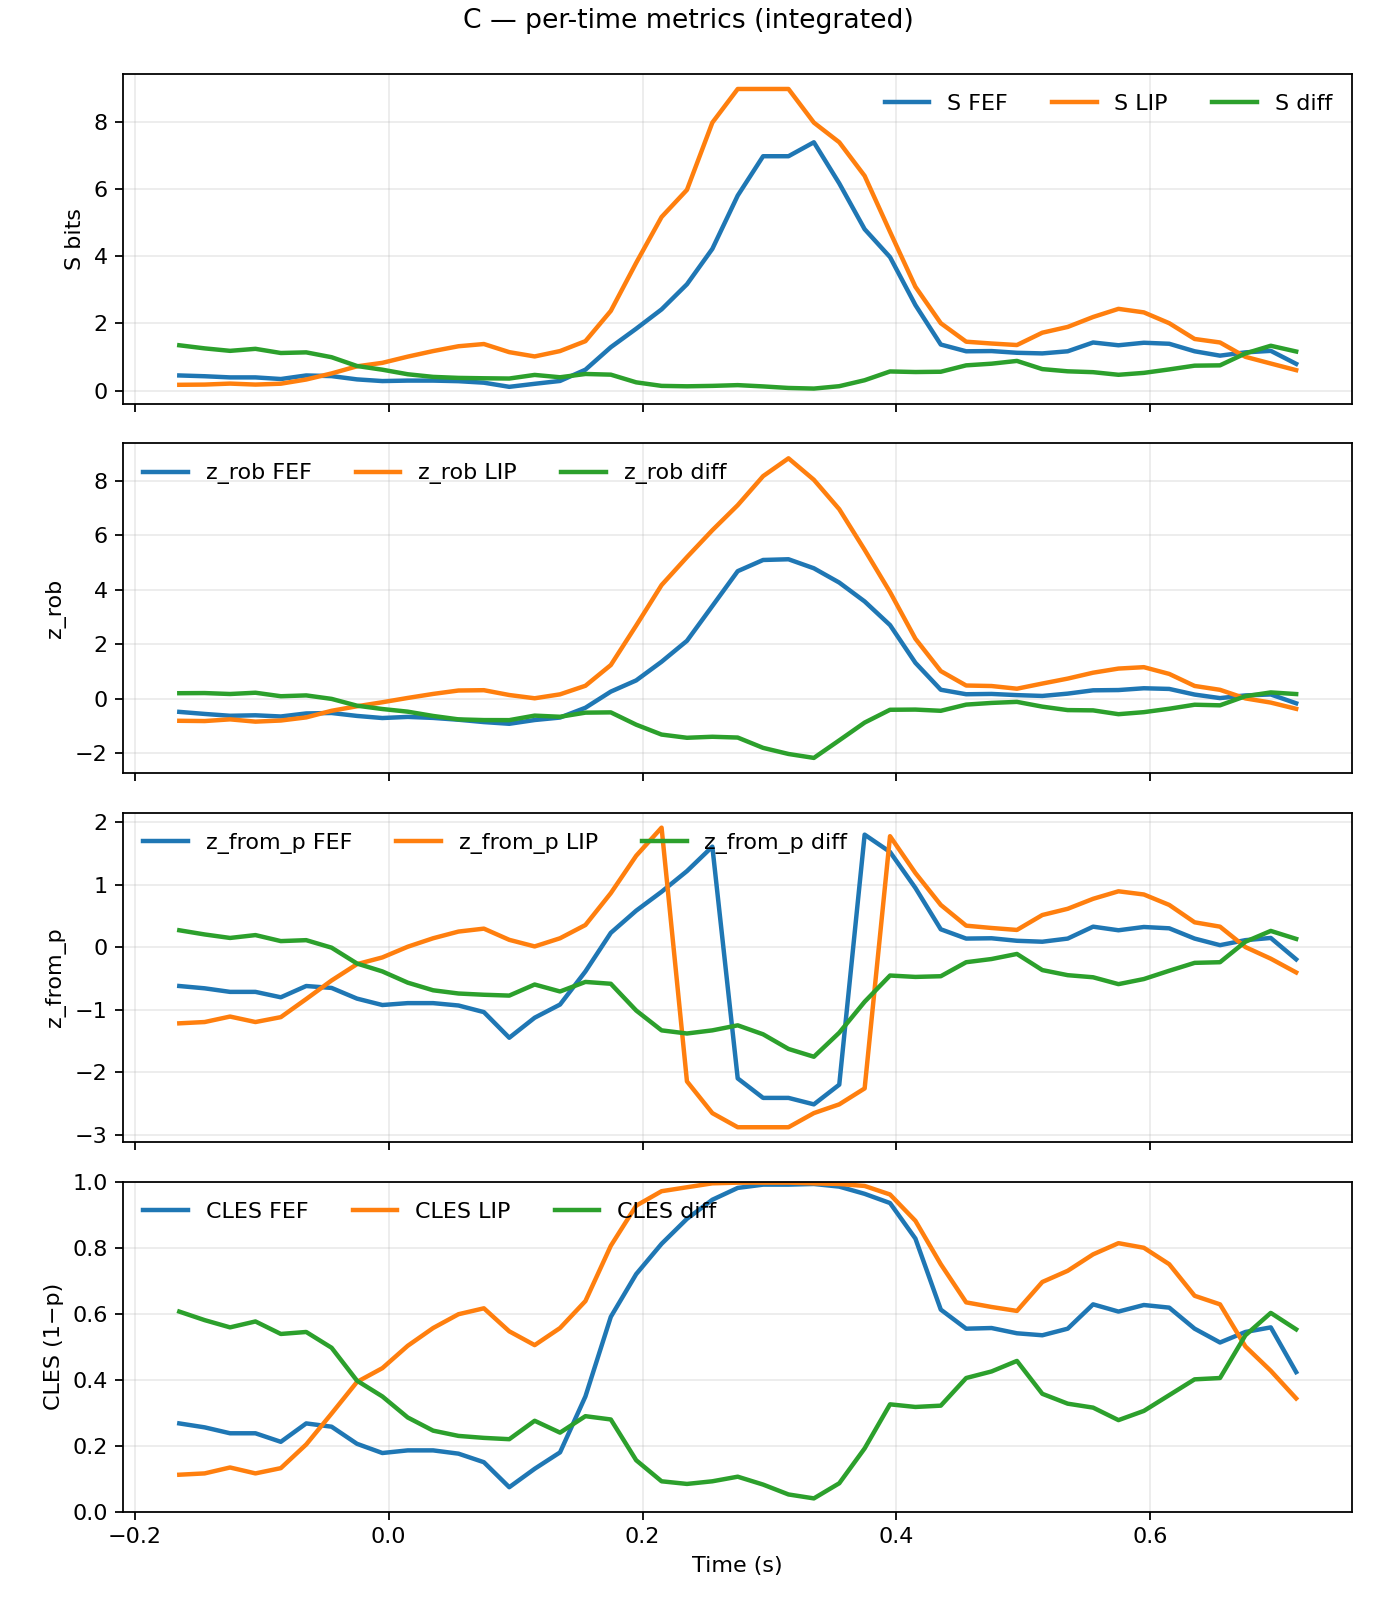 C — per-time metrics (integrated)
S FEF S LIP S diff
8
6
4
2
0
S bits
z_rob FEF z_rob LIP z_rob diff
8
6
4
2
0
−2
z_rob
z_from_p FEF z_from_p LIP z_from_p diff
2
1
0
−1
−2
−3
z_from_p
CLES FEF CLES LIP CLES diff
1.0
0.8
0.6
0.4
0.2
0.0
CLES (1−p)
−0.2 0.0 0.2 0.4 0.6
Time (s)